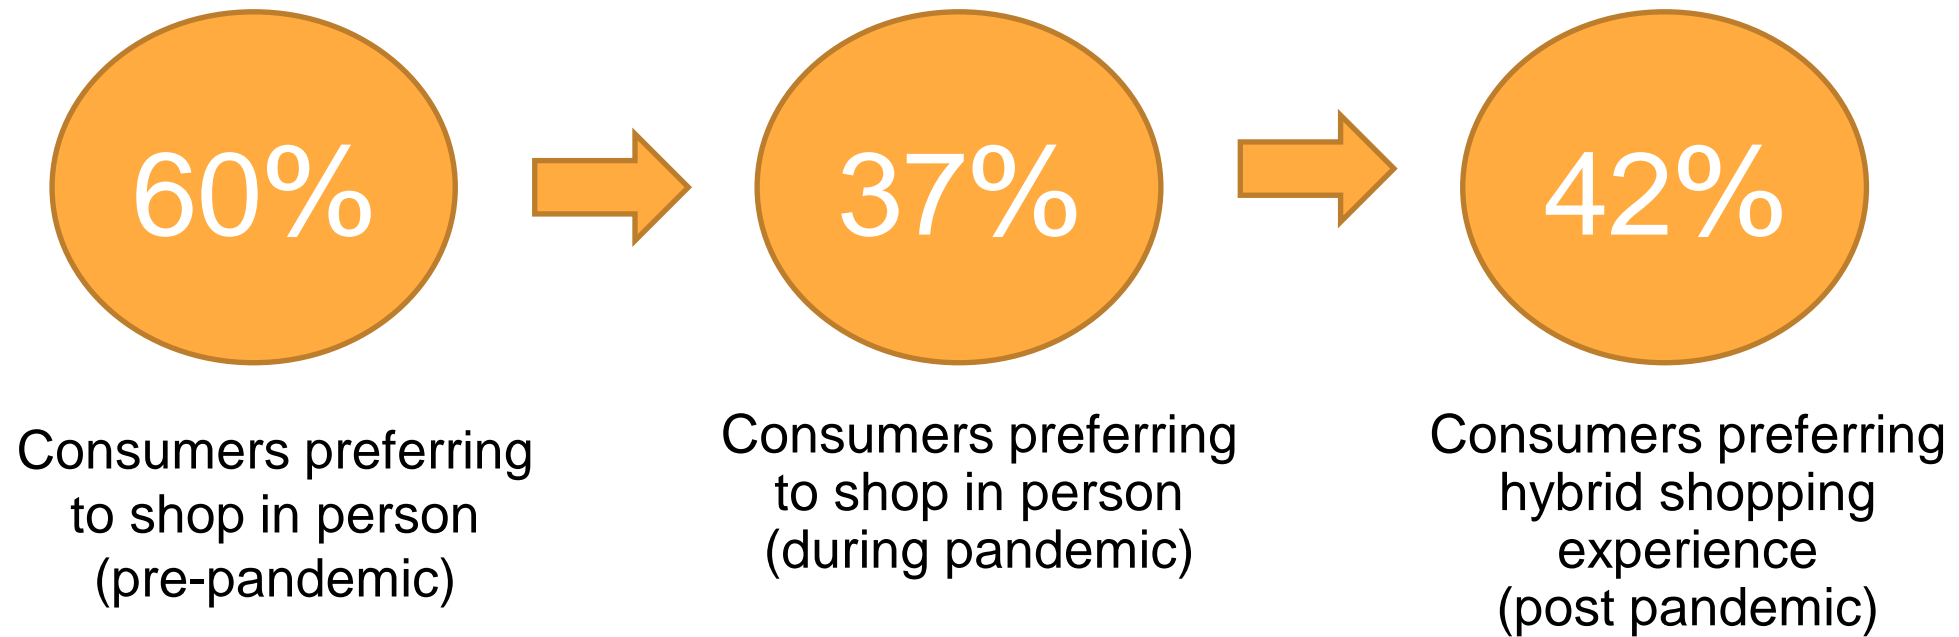 60%
Consumers preferring
to shop in person
(pre-pandemic)
37%
Consumers preferring
to shop in person
(during pandemic)
42%
Consumers preferring
hybrid shopping
experience
(post pandemic)